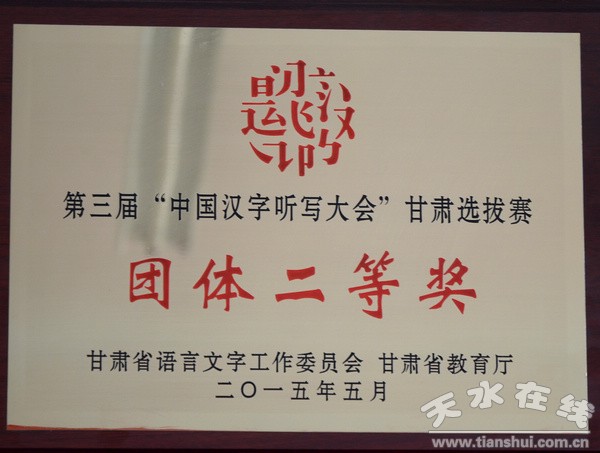 第三届“中国汉字听写大会”甘肃选拔赛
团体二等奖
甘肃省语言文字工作委员会 甘肃省教育厅
二〇一五年五月
天水在线
www.tianshui.com.cn